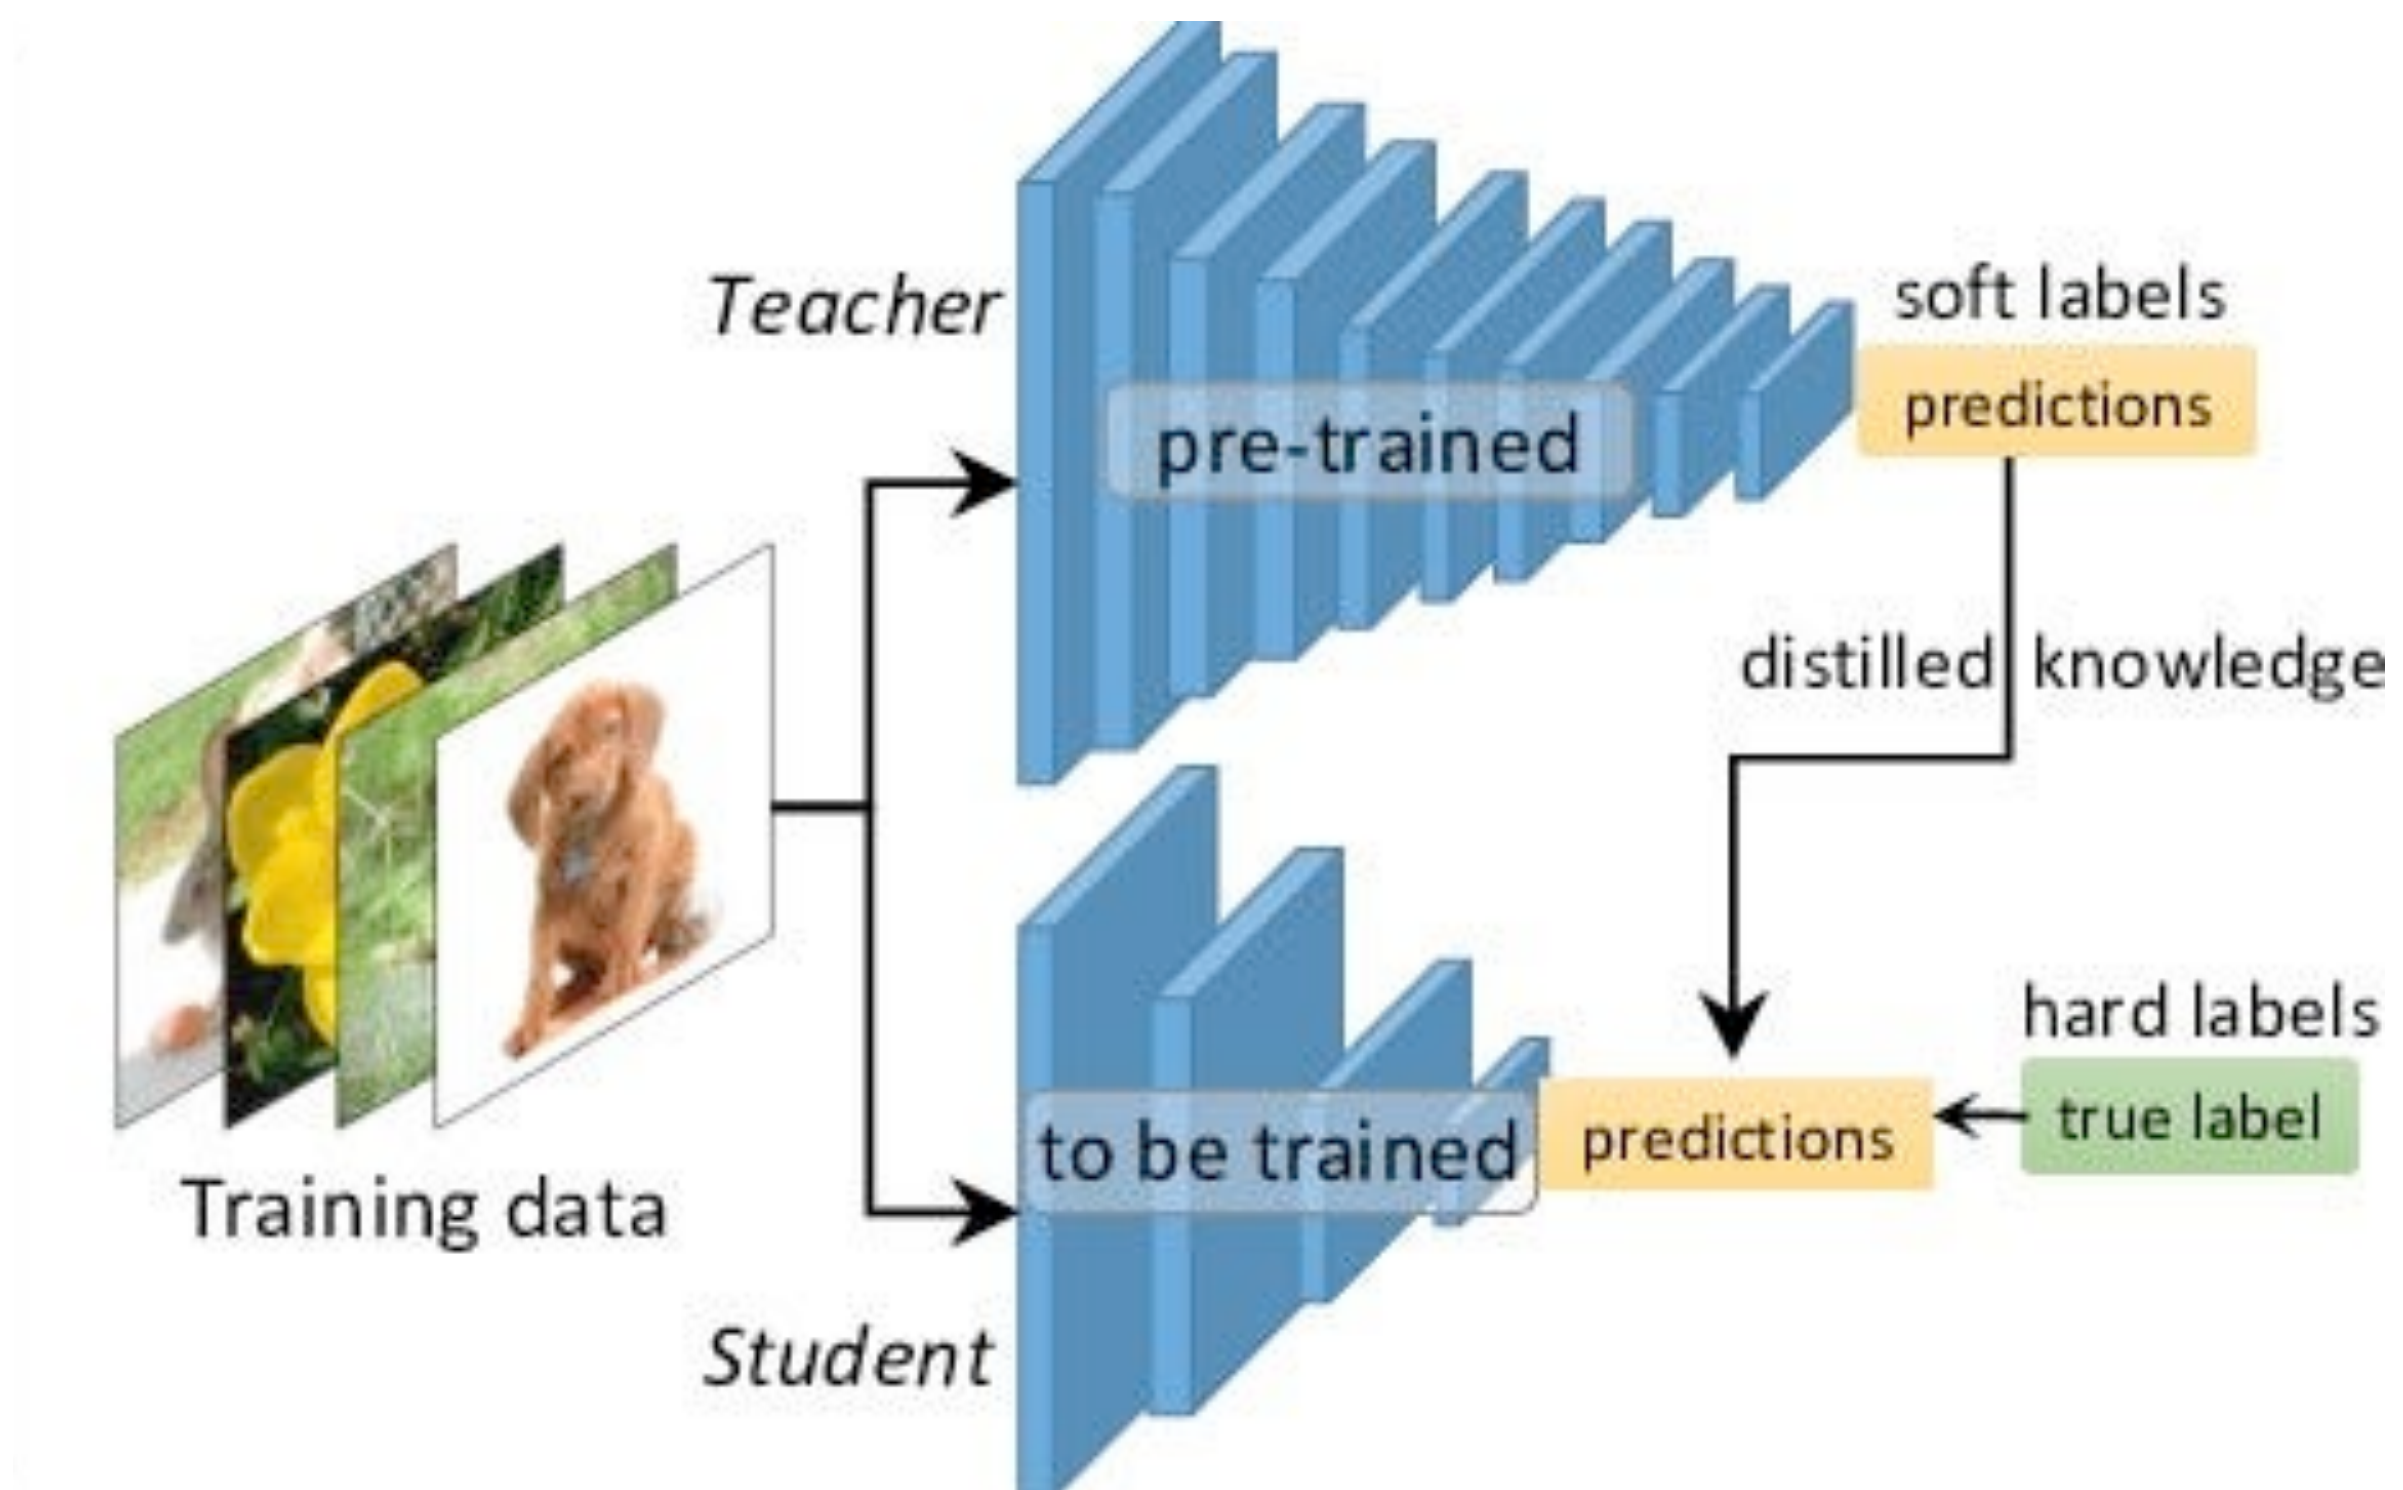 Teacher
pre-trained
soft labels
predictions
distilled knowledge
Training data
Student
to be trained
predictions
hard labels
true label